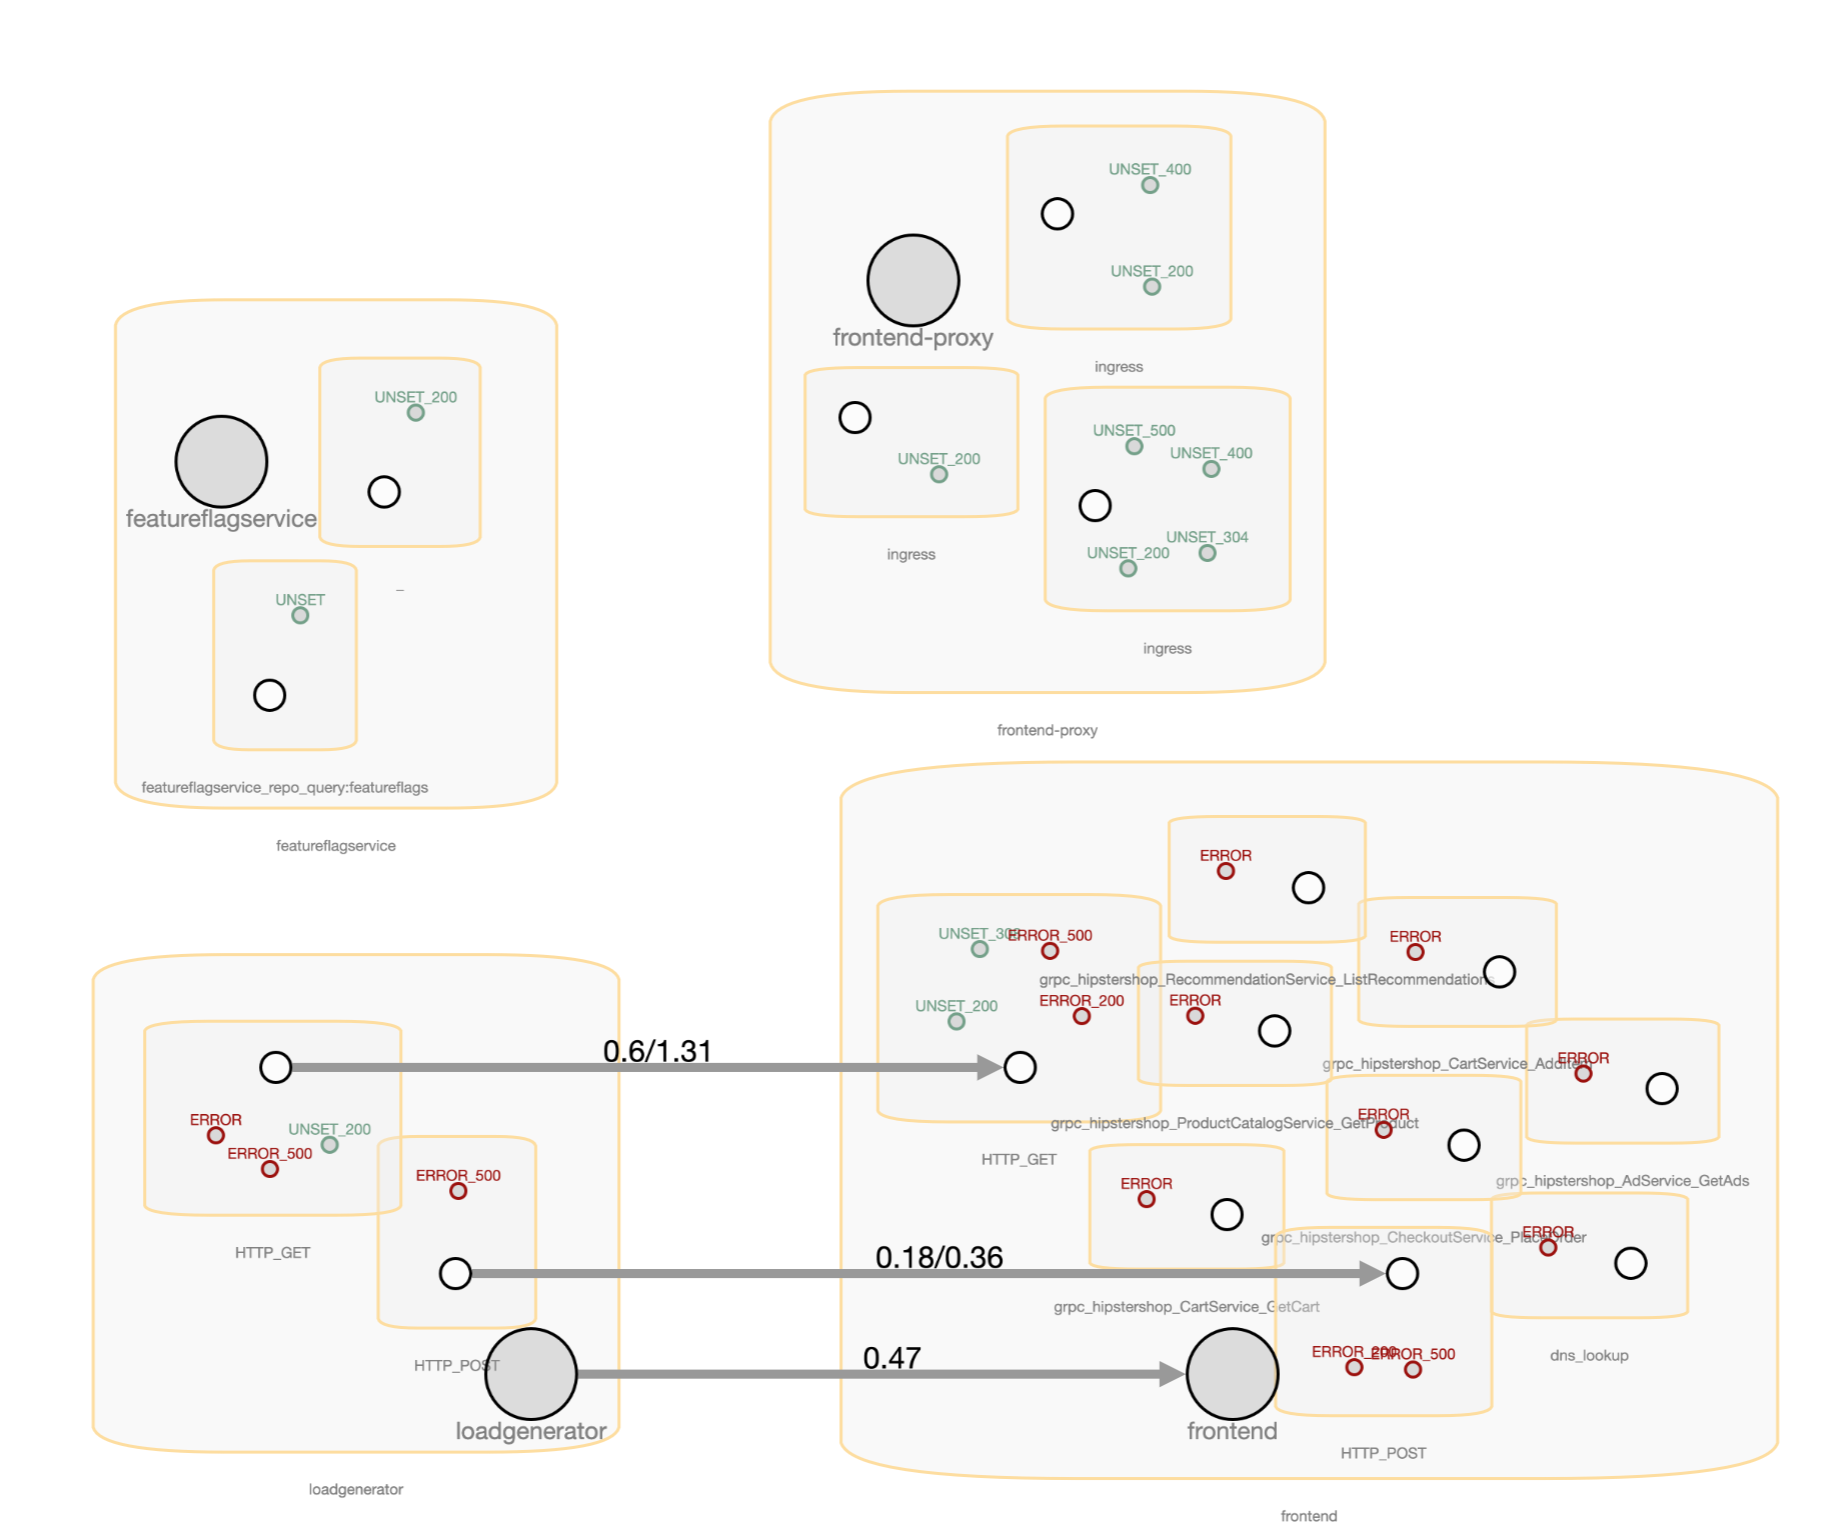 UNSET_400
UNSET_200
frontend-proxy
ingress
UNSET_200
ingress
UNSET_500
UNSET_400
UNSET_304
UNSET_200
ingress
frontend-proxy
UNSET_200
featureflagservice
_
UNSET
featureflagservice_repo_query:featureflags
featureflagservice
ERROR
grpc_hipstershop_RecommendationService_ListRecommendations
ERROR
ERROR_500
UNSET_200
ERROR_200
HTTP_GET
ERROR
grpc_hipstershop_ProductCatalogService_GetProduct
ERROR
grpc_hipstershop_AdService_GetAds
ERROR
grpc_hipstershop_CheckoutService_PlaceOrder
ERROR
grpc_hipstershop_CartService_GetCart
ERROR
dns_lookup
ERROR_200
ERROR_500
HTTP_POST
frontend
frontend
0.6/1.31
0.18/0.36
0.47
ERROR
UNSET_200
ERROR_500
HTTP_GET
ERROR_500
HTTP_POST
loadgenerator
loadgenerator